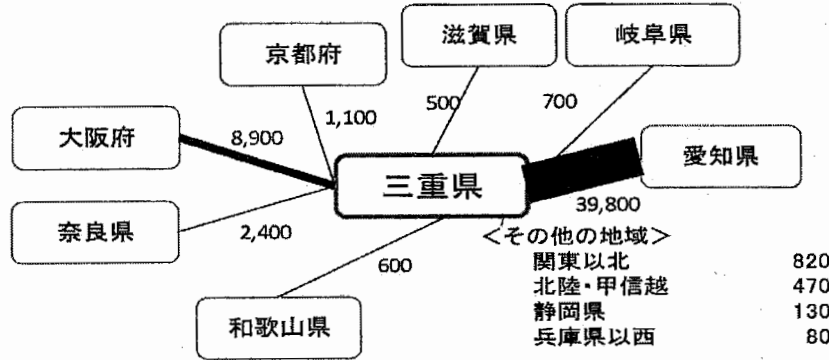 滋賀県
岐阜県
京都府
500
700
1,100
大阪府
8,900
愛知県
三重県
39,800
奈良県
2,400
<その他の地域>
600
関東以北 820
北陸・甲信越 470
静岡県 130
兵庫県以西 80
和歌山県